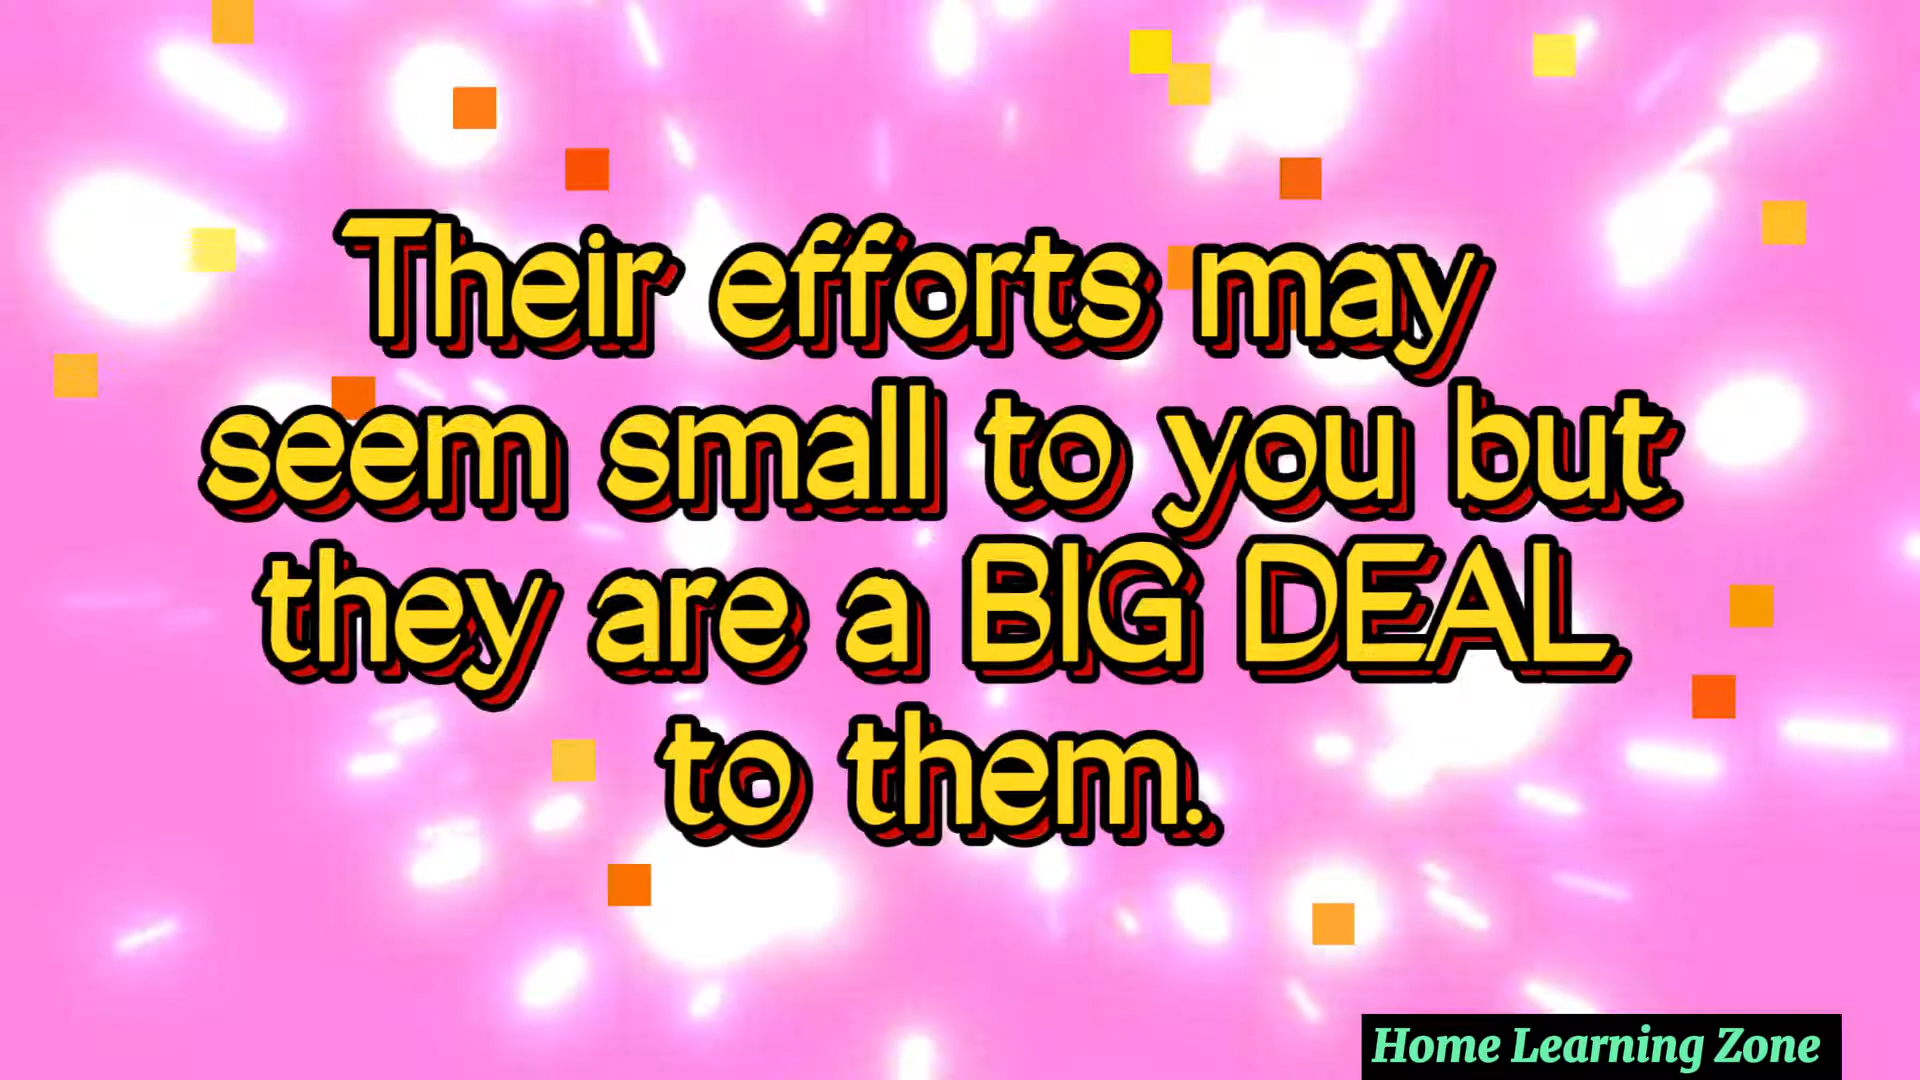 Their efforts may
seem small to you but
they are a BIG DEAL
to them.
Home Learning Zone